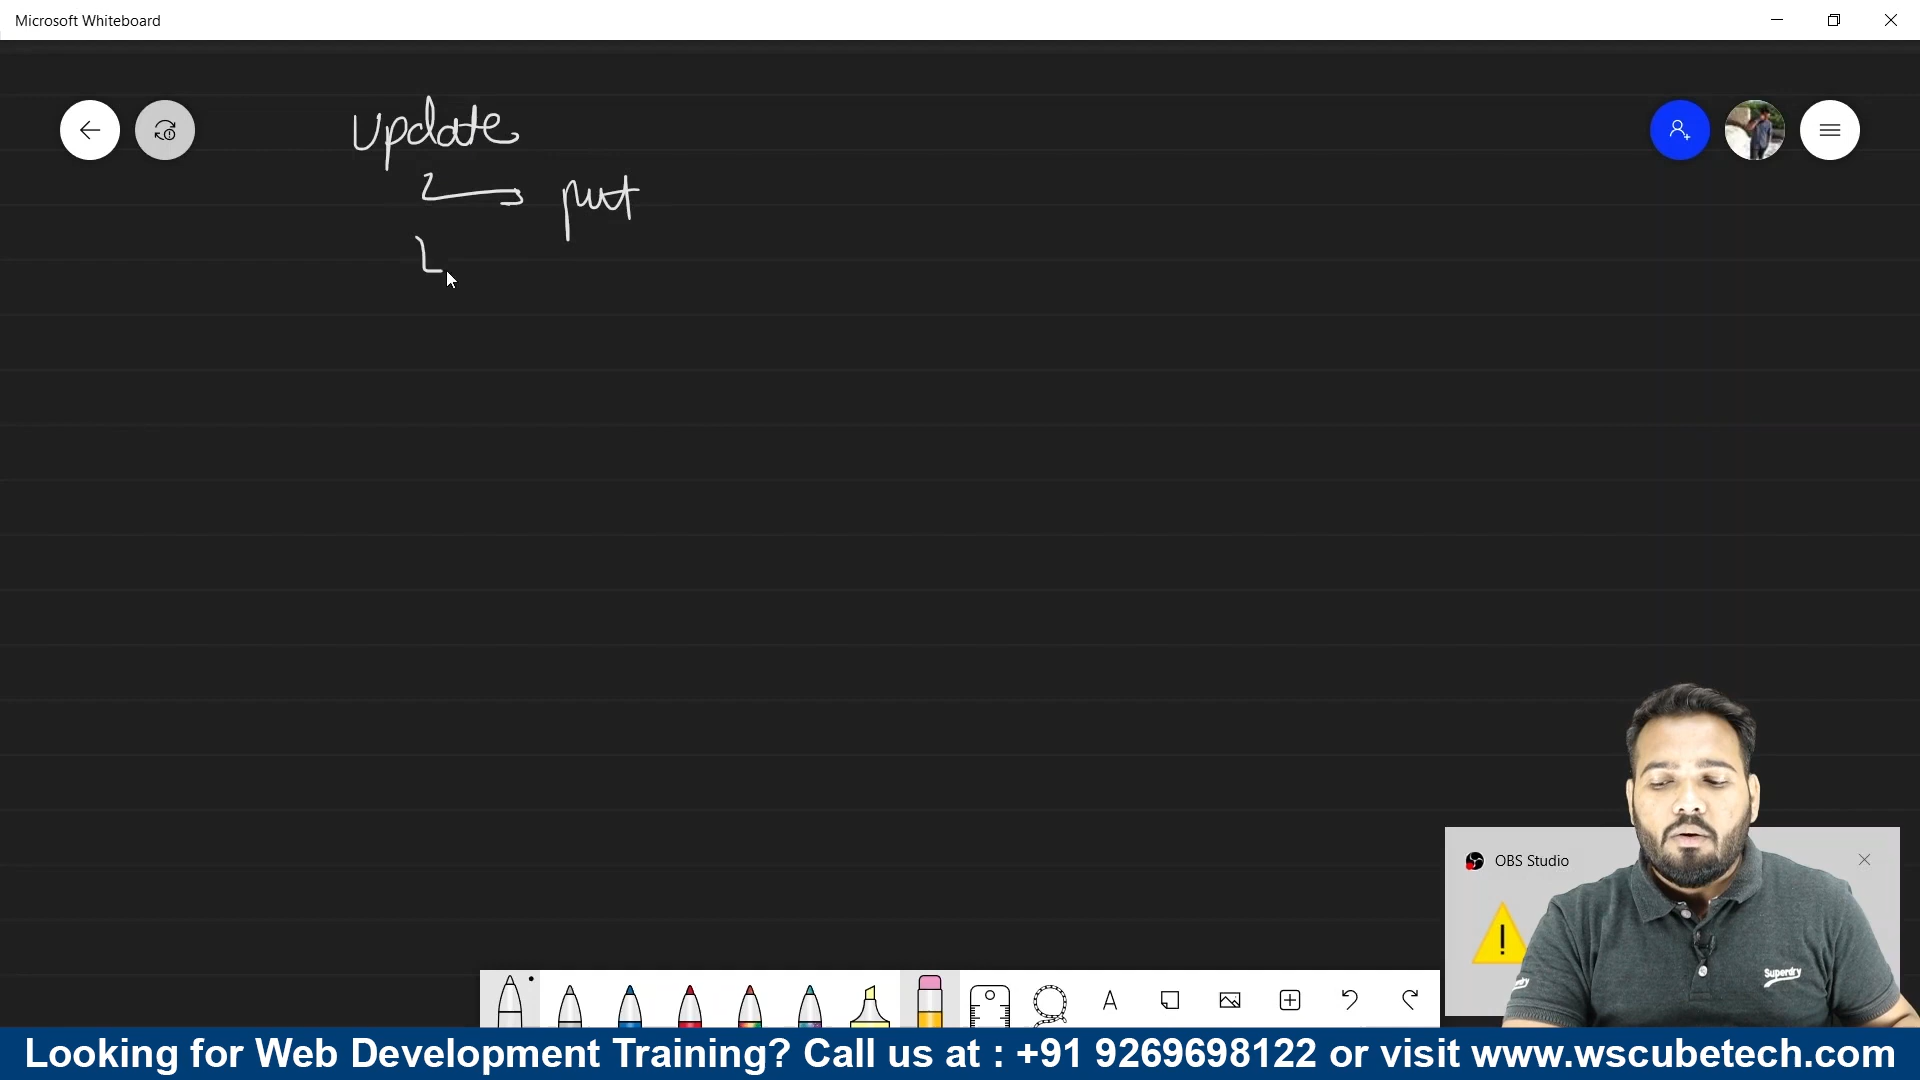 Microsoft Whiteboard
Update
put
OBS Studio
Superdry
Looking for Web Development Training? Call us at : +91 9269698122 or visit www.wscubetech.com